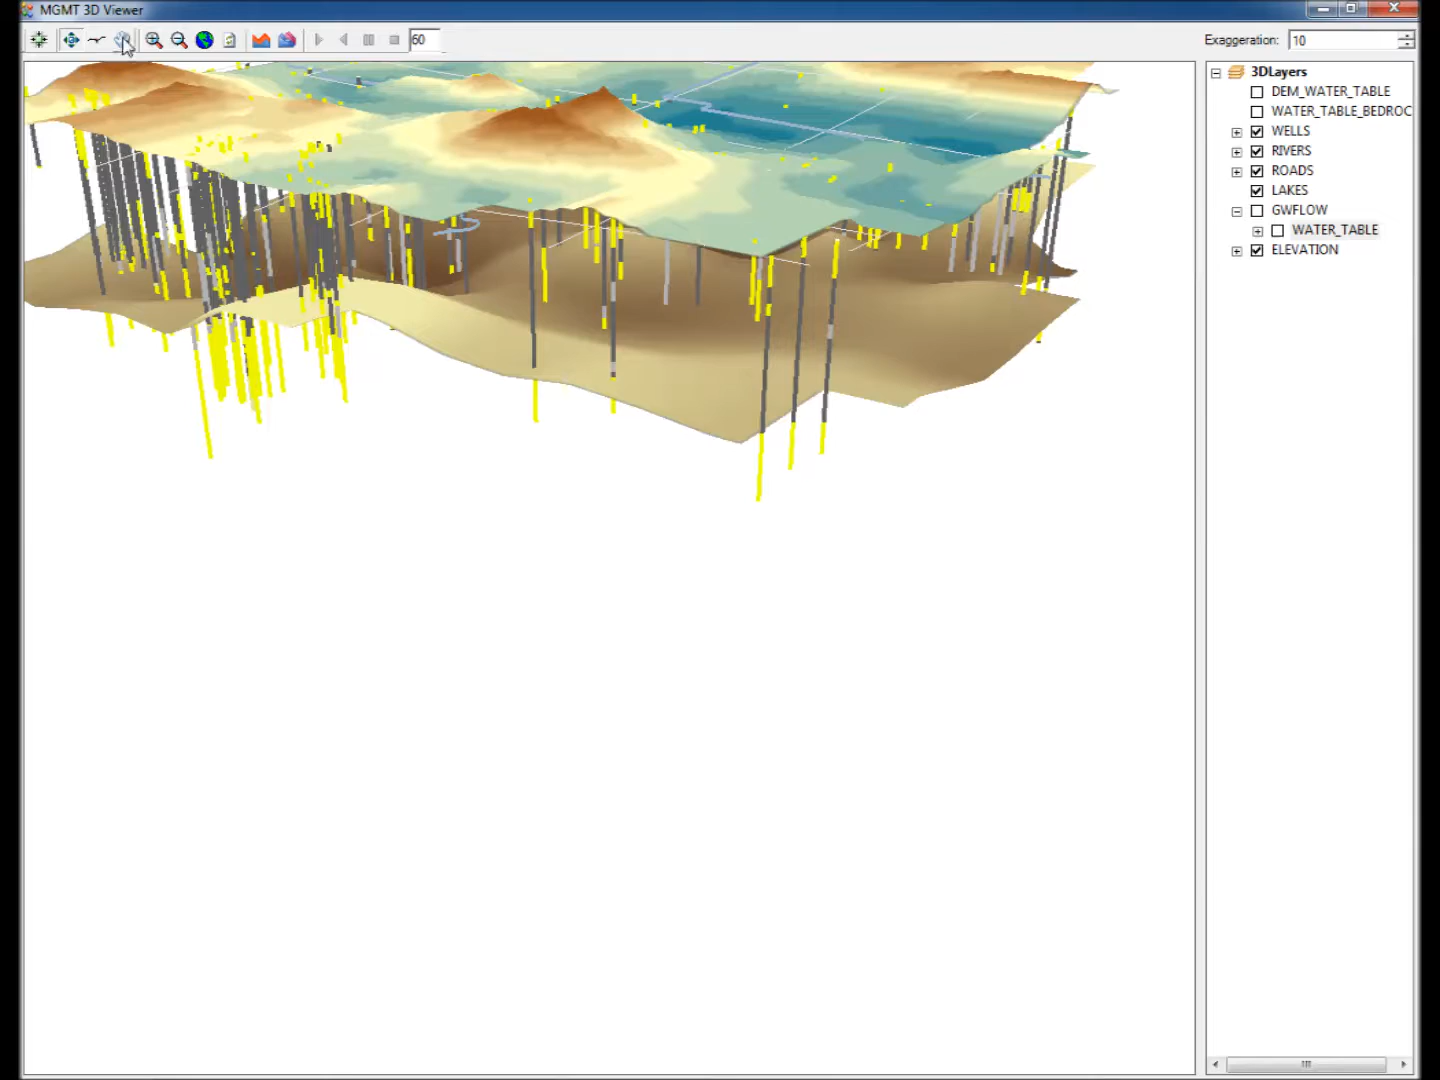 MGMT 3D Viewer
60
Exaggeration: 10
3DLayers
DEM_WATER_TABLE
WATER_TABLE_BEDROC
WELLS
RIVERS
ROADS
LAKES
GWFLOW
WATER_TABLE
ELEVATION